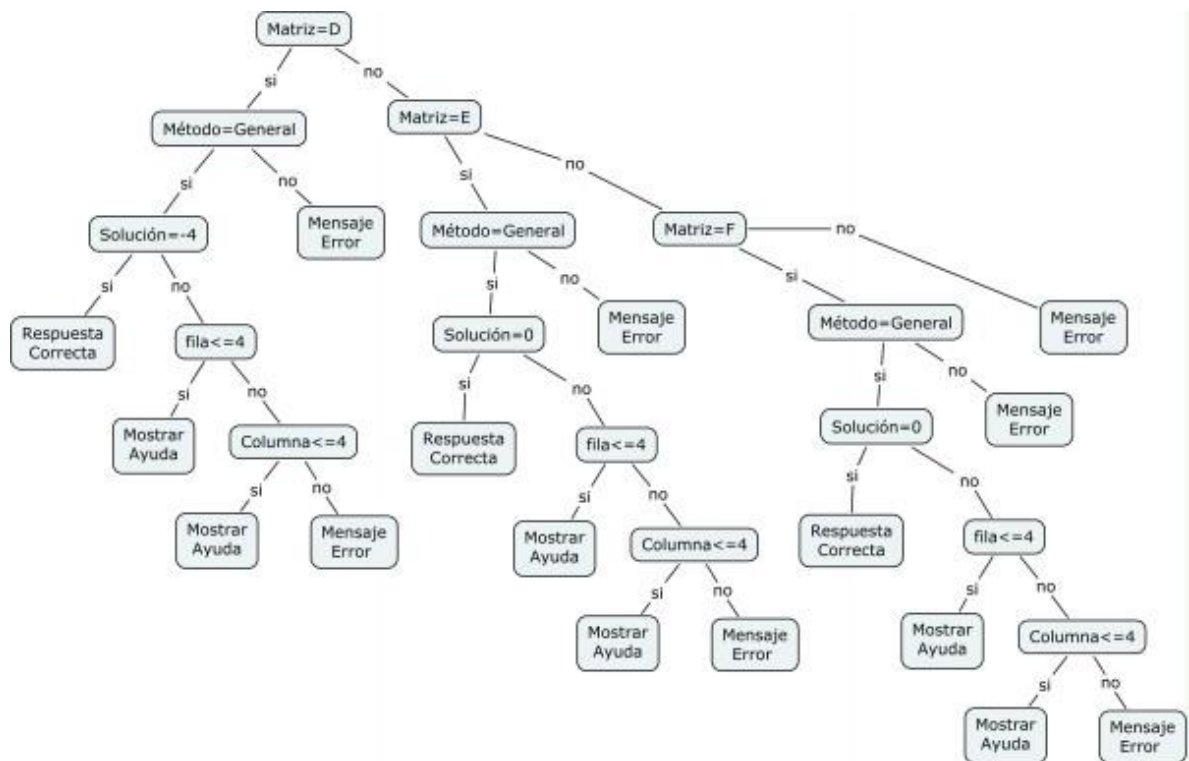 Matriz=D
si
no
Método=General
Matriz=E
si
no
si
no
Solución=-4
Mensaje
Error
Método=General
Matriz=F
no
si
no
si
no
si
Respuesta
Correcta
fila<=4
Solución=0
Mensaje
Error
Método=General
Mensaje
Error
si
no
si
no
si
no
Mostrar
Ayuda
Columna<=4
Respuesta
Correcta
fila<=4
Solución=0
Mensaje
Error
si
no
si
no
si
no
Mostrar
Ayuda
Mensaje
Error
Mostrar
Ayuda
Columna<=4
Respuesta
Correcta
fila<=4
si
no
si
no
Mostrar
Ayuda
Mensaje
Error
Mostrar
Ayuda
Columna<=4
si
no
Mostrar
Ayuda
Mensaje
Error